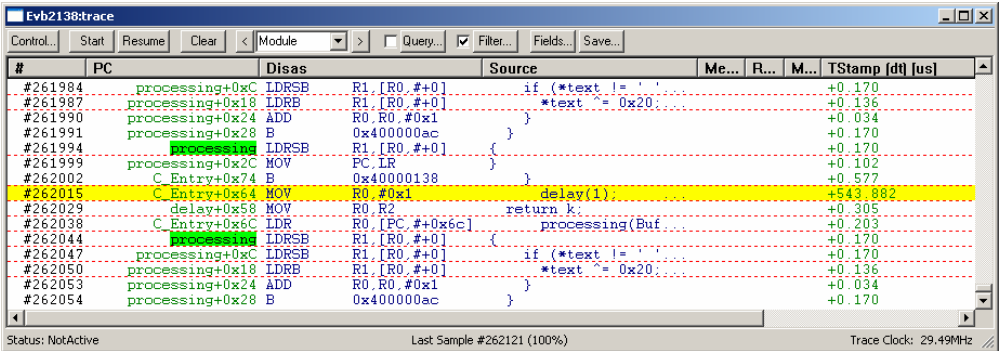 Evb2138:trace
Control... Start Resume Clear < Module > Query... Filter... Fields... Save...
# PC Disas Source Me... R... M... TStamp [dt] [us]
#261984 processing+0xC LDRSB R1,[R0,#+0] if (*text != ' '... +0.170
#261987 processing+0x18 LDRB R1,[R0,#+0] *text ^= 0x20;... +0.136
#261990 processing+0x24 ADD R0,R0,#0x1 } +0.034
#261991 processing+0x28 B 0x400000ac } +0.170
#261994 processing LDRSB R1,[R0,#+0] { +0.170
#261999 processing+0x2C MOV PC,LR } +0.102
#262002 C_Entry+0x74 B 0x40000138 } +0.577
#262015 C_Entry+0x64 MOV R0,#0x1 delay(1); +543.882
#262029 delay+0x58 MOV R0,R2 return k; +0.305
#262038 C_Entry+0x6C LDR R0,[PC,#+0x6c] processing(Buf... +0.203
#262044 processing LDRSB R1,[R0,#+0] { +0.170
#262047 processing+0xC LDRSB R1,[R0,#+0] if (*text != ' '... +0.170
#262050 processing+0x18 LDRB R1,[R0,#+0] *text ^= 0x20;... +0.136
#262053 processing+0x24 ADD R0,R0,#0x1 } +0.034
#262054 processing+0x28 B 0x400000ac } +0.170
Status: NotActive Last Sample #262121 (100%) Trace Clock: 29.49MHz